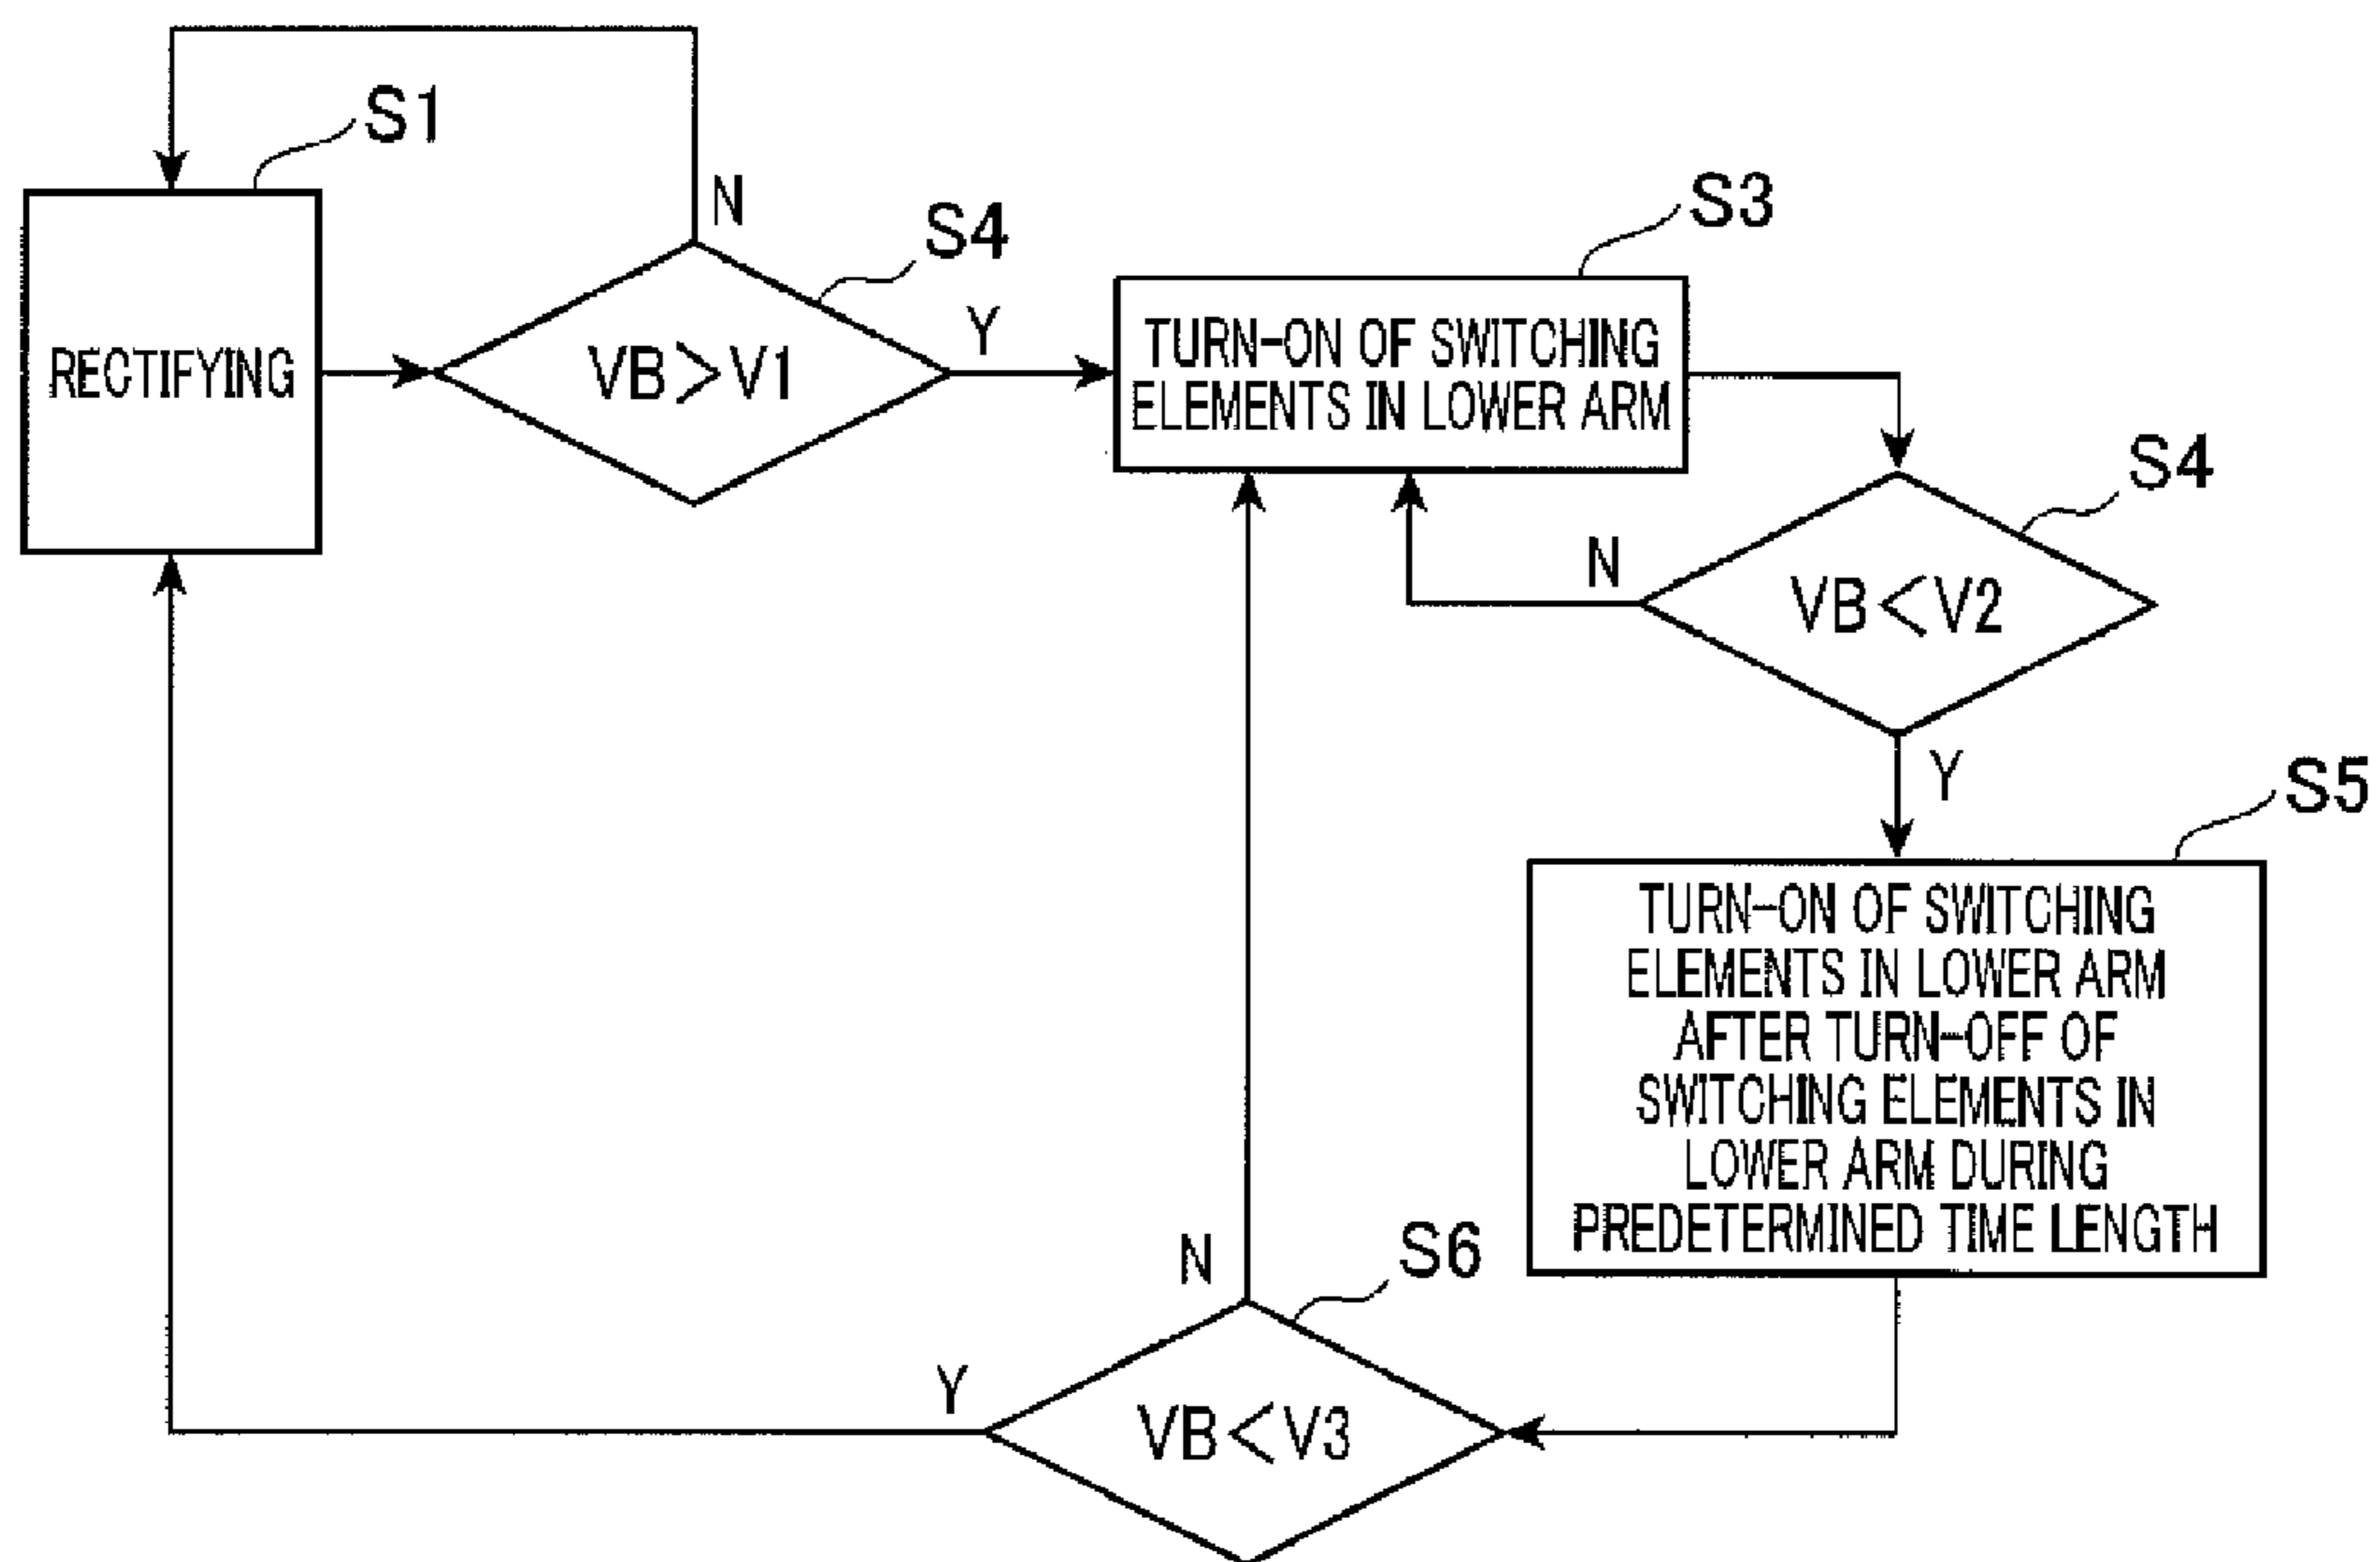 S1
RECTIFYING
N
S4
VB>V1
Y
S3
TURN-ON OF SWITCHING
ELEMENTS IN LOWER ARM
S4
N
VB<V2
Y
S5
TURN-ON OF SWITCHING
ELEMENTS IN LOWER ARM
AFTER TURN-OFF OF
SWITCHING ELEMENTS IN
LOWER ARM DURING
PREDETERMINED TIME LENGTH
S6
N
Y
VB<V3